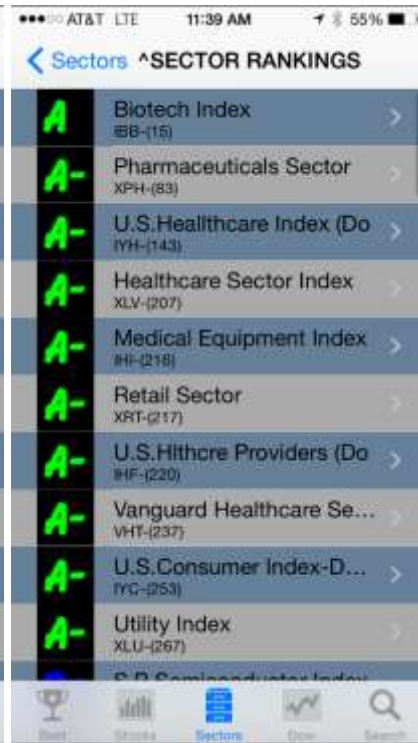 AT&T LTE 11:39 AM 55%
Sectors ^SECTOR RANKINGS
A Biotech Index
IBB-(15)
A- Pharmaceuticals Sector
XPH-(83)
A- U.S.Heallthcare Index (Do
IYH-(143)
A- Healthcare Sector Index
XLV-(207)
A- Medical Equipment Index
IHI-(216)
A- Retail Sector
XRT-(217)
A- U.S.Hlthcre Providers (Do
IHF-(220)
A- Vanguard Healthcare Se...
VHT-(237)
A- U.S.Consumer Index-D...
IYC-(253)
A- Utility Index
XLU-(267)
Stocks Sectors Dow Search